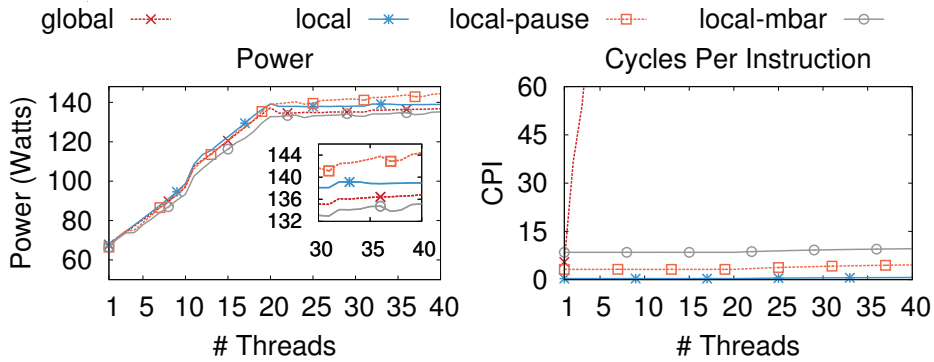 global local local-pause local-mbar
Power
Power (Watts)
140
120
100
80
60
1 5 10 15 20 25 30 35 40
# Threads
144
140
136
132
30 35 40
Cycles Per Instruction
CPI
60
45
30
15
0
1 5 10 15 20 25 30 35 40
# Threads